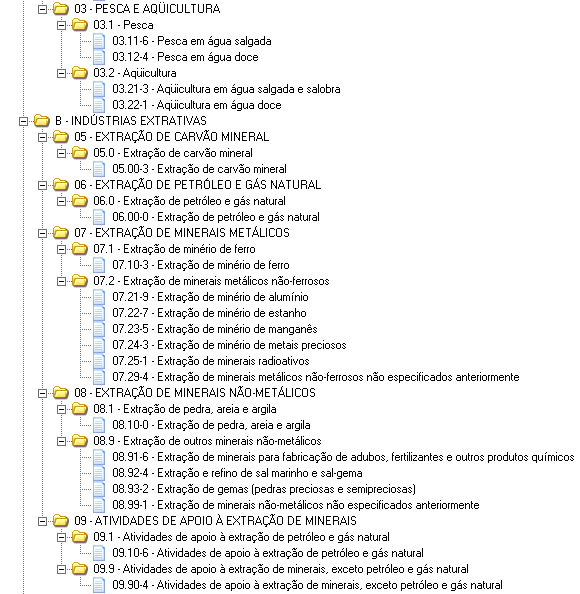 03 - PESCA E AQÜICULTURA
03.1 - Pesca
03.11-6 - Pesca em água salgada
03.12-4 - Pesca em água doce
03.2 - Aqüicultura
03.21-3 - Aqüicultura em água salgada e salobra
03.22-1 - Aqüicultura em água doce
B - INDÚSTRIAS EXTRATIVAS
05 - EXTRAÇÃO DE CARVÃO MINERAL
05.0 - Extração de carvão mineral
05.00-3 - Extração de carvão mineral
06 - EXTRAÇÃO DE PETRÓLEO E GÁS NATURAL
06.0 - Extração de petróleo e gás natural
06.00-0 - Extração de petróleo e gás natural
07 - EXTRAÇÃO DE MINERAIS METÁLICOS
07.1 - Extração de minério de ferro
07.10-3 - Extração de minério de ferro
07.2 - Extração de minerais metálicos não-ferrosos
07.21-9 - Extração de minério de alumínio
07.22-7 - Extração de minério de estanho
07.23-5 - Extração de minério de manganês
07.24-3 - Extração de minério de metais preciosos
07.25-1 - Extração de minerais radioativos
07.29-4 - Extração de minerais metálicos não-ferrosos não especificados anteriormente
08 - EXTRAÇÃO DE MINERAIS NÃO-METÁLICOS
08.1 - Extração de pedra, areia e argila
08.10-0 - Extração de pedra, areia e argila
08.9 - Extração de outros minerais não-metálicos
08.91-6 - Extração de minerais para fabricação de adubos, fertilizantes e outros produtos químicos
08.92-4 - Extração e refino de sal marinho e sal-gema
08.93-2 - Extração de gemas (pedras preciosas e semipreciosas)
08.99-1 - Extração de minerais não-metálicos não especificados anteriormente
09 - ATIVIDADES DE APOIO À EXTRAÇÃO DE MINERAIS
09.1 - Atividades de apoio à extração de petróleo e gás natural
09.10-6 - Atividades de apoio à extração de petróleo e gás natural
09.9 - Atividades de apoio à extração de minerais, exceto petróleo e gás natural
09.90-4 - Atividades de apoio à extração de minerais, exceto petróleo e gás natural